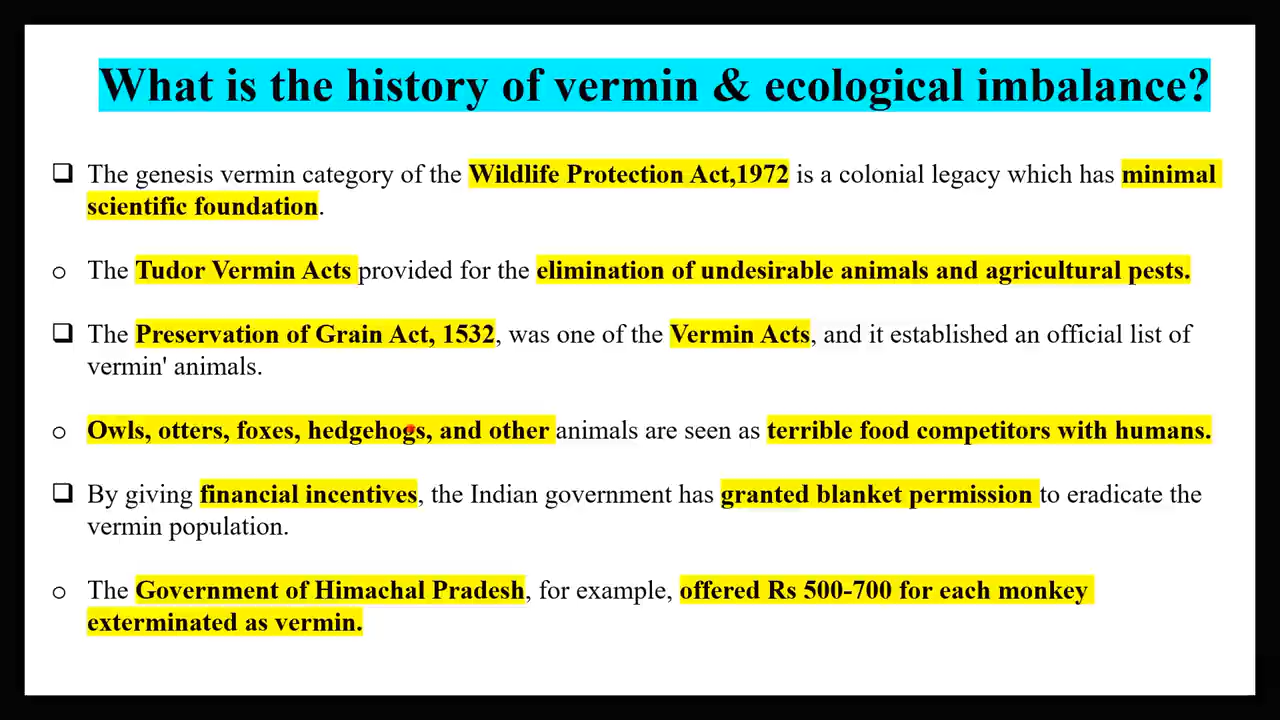 What is the history of vermin & ecological imbalance?
❑ The genesis vermin category of the Wildlife Protection Act,1972 is a colonial legacy which has minimal
scientific foundation.
o The Tudor Vermin Acts provided for the elimination of undesirable animals and agricultural pests.
❑ The Preservation of Grain Act, 1532, was one of the Vermin Acts, and it established an official list of
vermin' animals.
o Owls, otters, foxes, hedgehogs, and other animals are seen as terrible food competitors with humans.
❑ By giving financial incentives, the Indian government has granted blanket permission to eradicate the
vermin population.
o The Government of Himachal Pradesh, for example, offered Rs 500-700 for each monkey
exterminated as vermin.